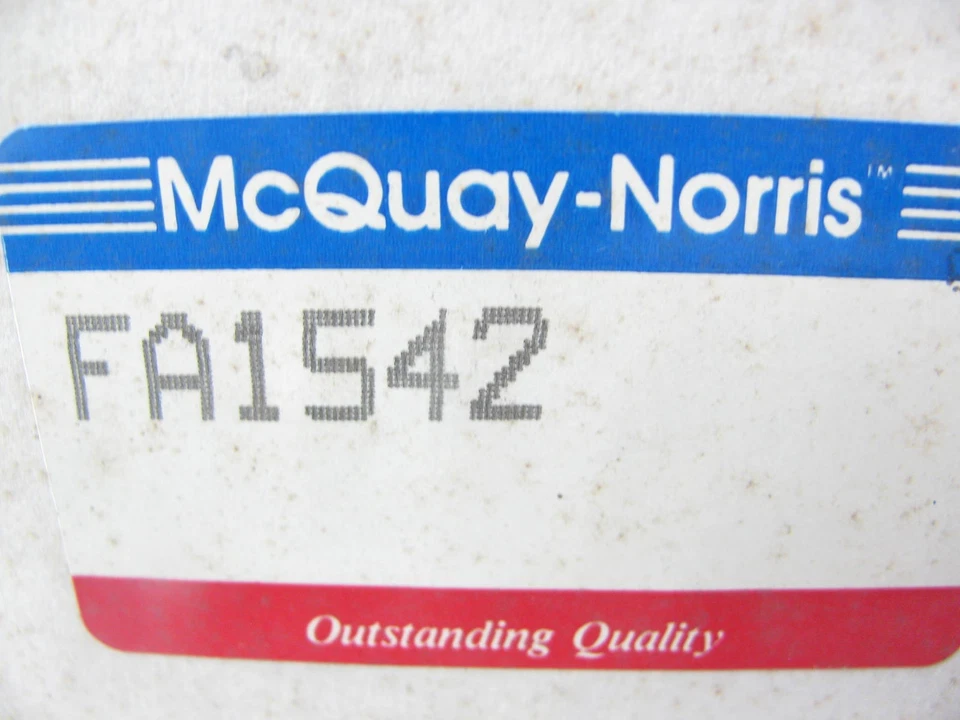 McQuay-Norris™
FA1542
Outstanding Quality